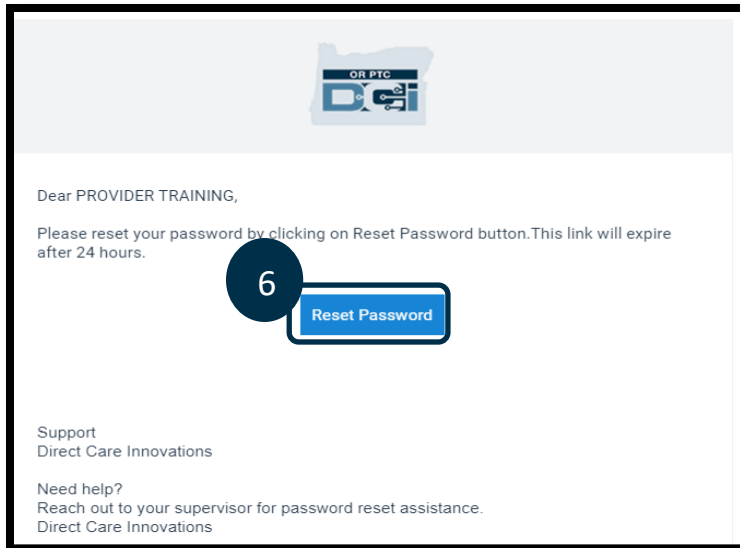 OR PTC
DCi
Dear PROVIDER TRAINING,
Please reset your password by clicking on Reset Password button.This link will expire
after 24 hours.
6
Reset Password
Support
Direct Care Innovations
Need help?
Reach out to your supervisor for password reset assistance.
Direct Care Innovations